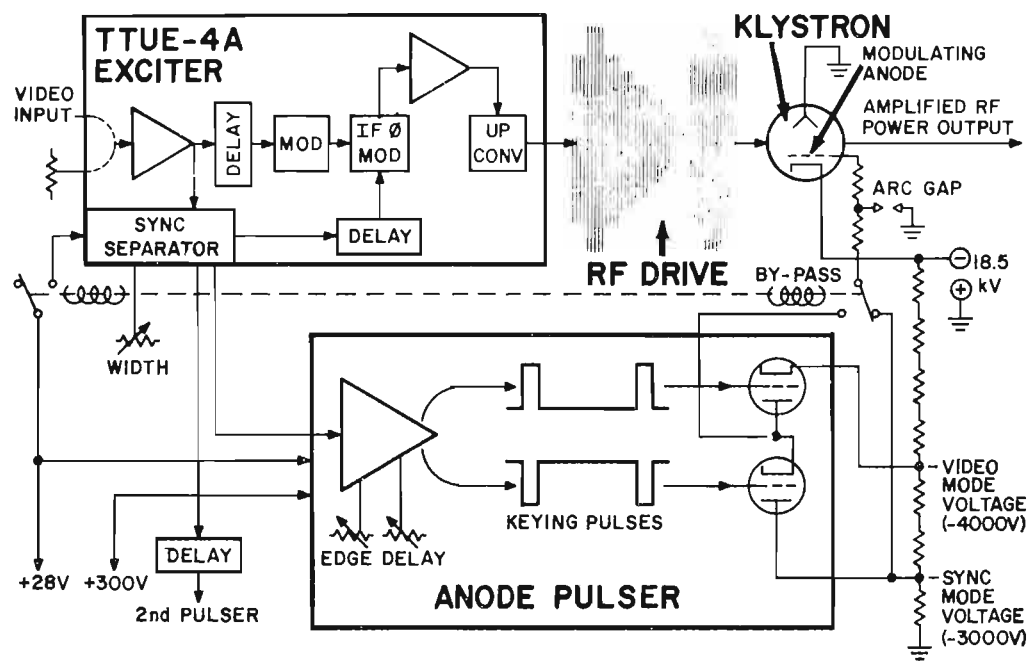 TTUE-4A
EXCITER
VIDEO
INPUT
DELAY
MOD
IF Ø
MOD
UP
CONV
SYNC
SEPARATOR
DELAY
KLYSTRON
MODULATING
ANODE
AMPLIFIED RF
POWER OUTPUT
ARC GAP
RF DRIVE
BY-PASS
18.5
kV
WIDTH
KEYING PULSES
EDGE DELAY
ANODE PULSER
VIDEO
MODE
VOLTAGE
(-4000V)
SYNC
MODE
VOLTAGE
(-3000V)
DELAY
+28V
+300V
2nd PULSER